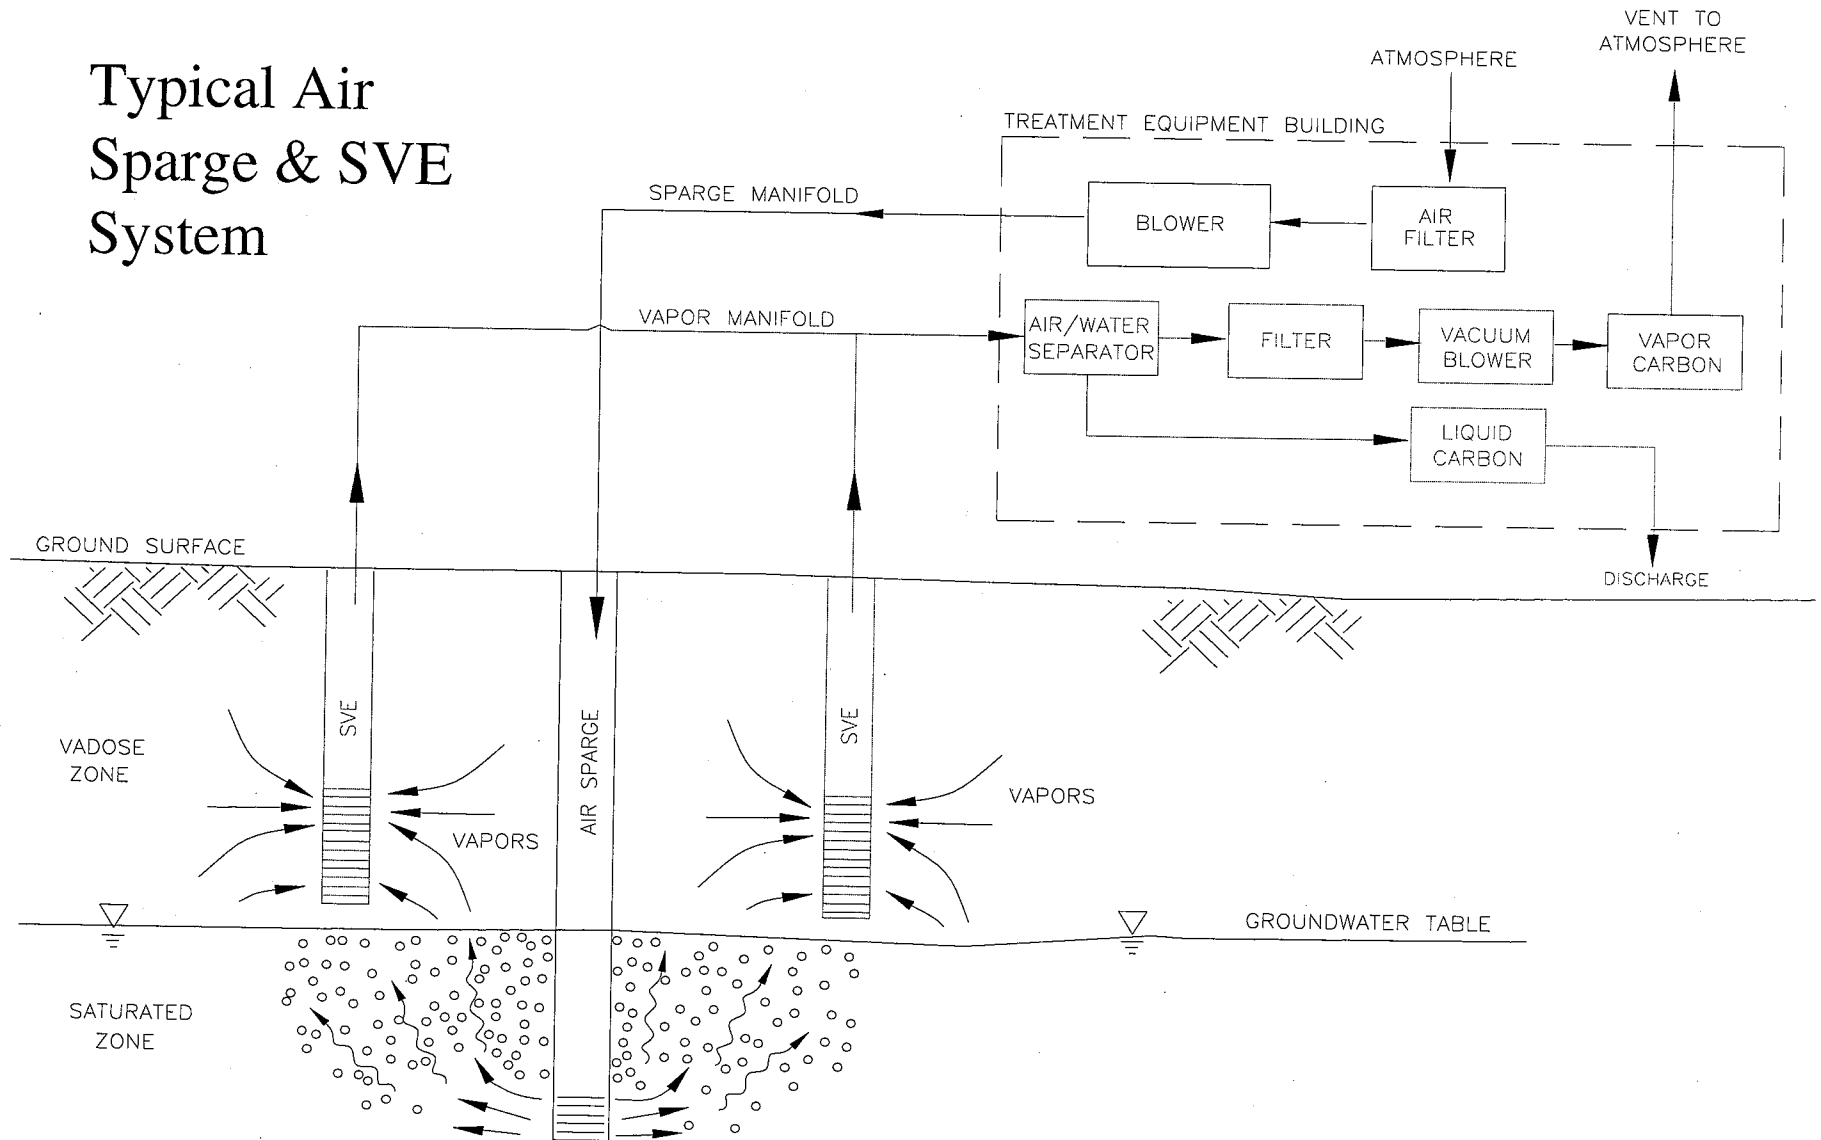 Typical Air
Sparge & SVE
System
VENT TO
ATMOSPHERE
ATMOSPHERE
TREATMENT EQUIPMENT BUILDING
SPARGE MANIFOLD
BLOWER
AIR
FILTER
VAPOR MANIFOLD
AIR/WATER
SEPARATOR
FILTER
VACUUM
BLOWER
VAPOR
CARBON
LIQUID
CARBON
DISCHARGE
GROUND SURFACE
SVE
AIR SPARGE
SVE
VADOSE
ZONE
VAPORS
VAPORS
GROUNDWATER TABLE
SATURATED
ZONE